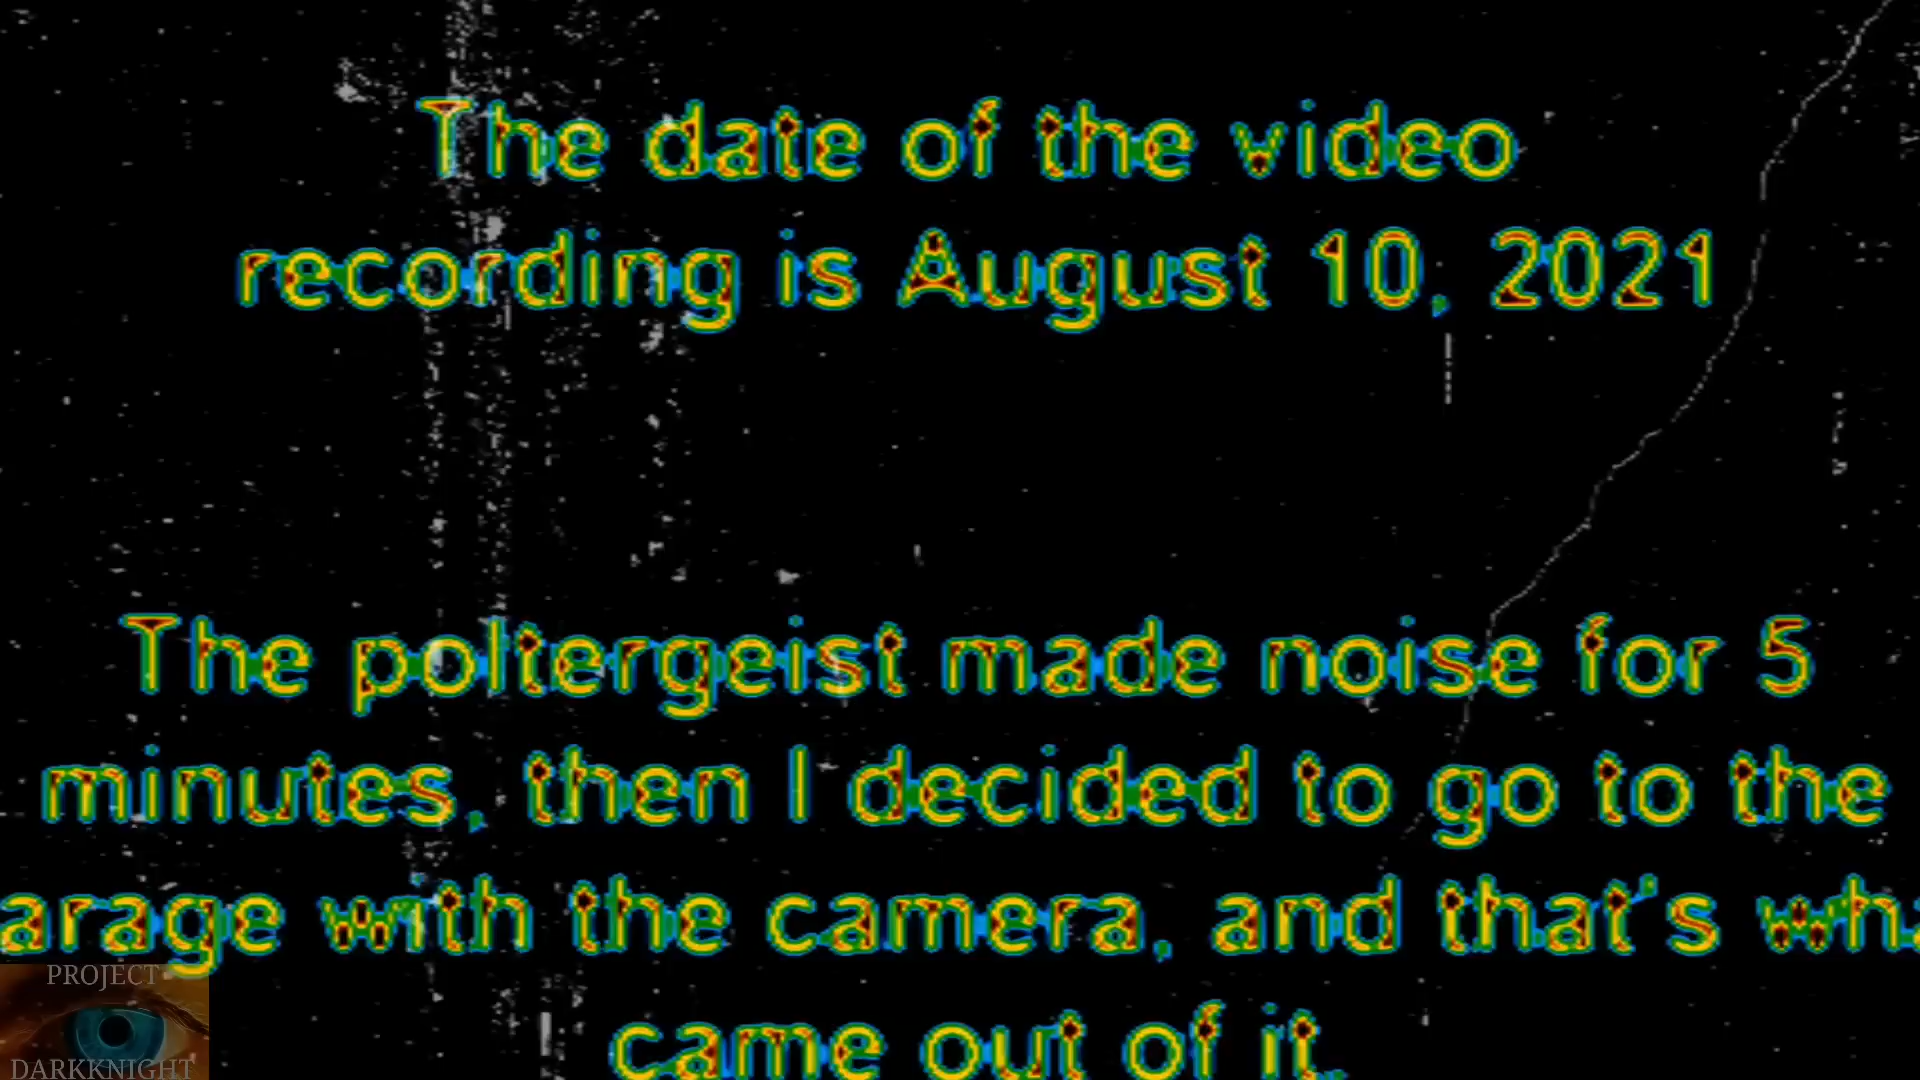 The date of the video
recording is August 10, 2021
The poltergeist made noise for 5
minutes, then I decided to go to the
arage with the camera, and that's wha
came out of it.
PROJECT
DARKKNIGHT